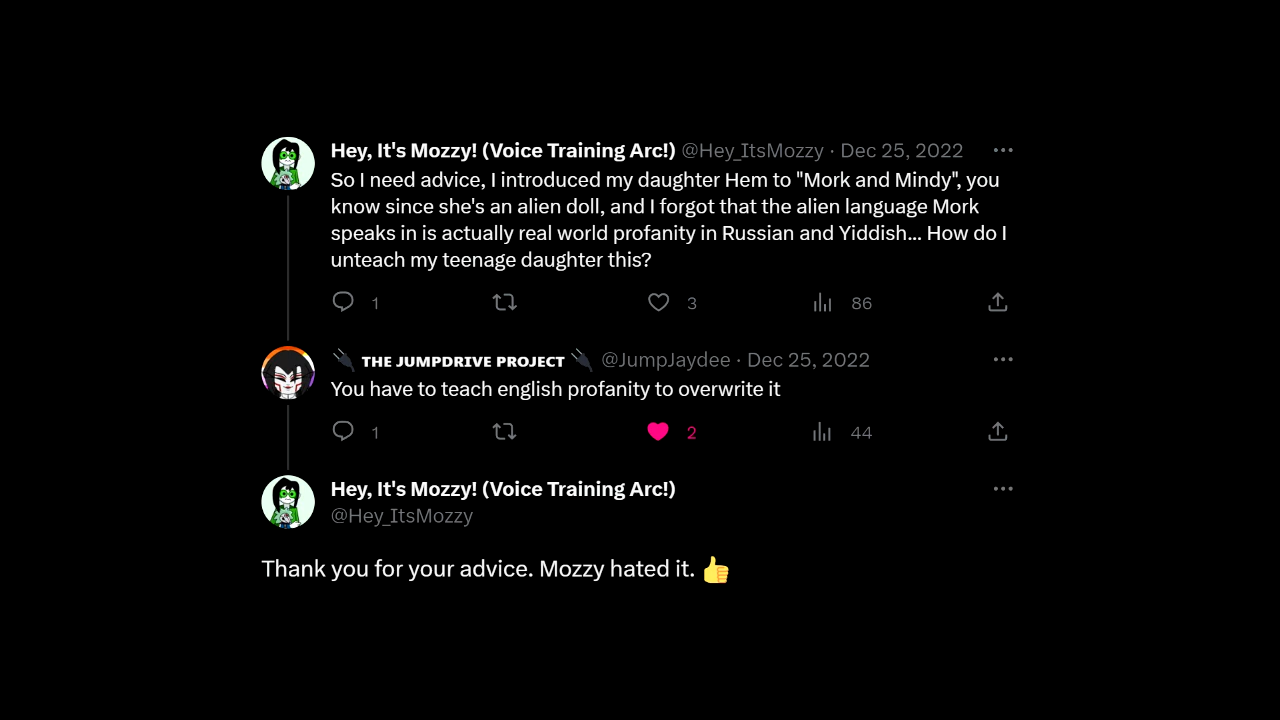 Hey, It's Mozzy! (Voice Training Arc!) @Hey_ItsMozzy · Dec 25, 2022
So I need advice, I introduced my daughter Hem to "Mork and Mindy", you
know since she's an alien doll, and I forgot that the alien language Mork
speaks in is actually real world profanity in Russian and Yiddish... How do I
unteach my teenage daughter this?
1 3 86
🔌 ᴛʜᴇ ᴊᴜᴍᴘᴅʀɪᴠᴇ ᴘʀᴏᴊᴇᴄᴛ 🔌 @JumpJaydee · Dec 25, 2022
You have to teach english profanity to overwrite it
1 2 44
Hey, It's Mozzy! (Voice Training Arc!)
@Hey_ItsMozzy
Thank you for your advice. Mozzy hated it. 👍